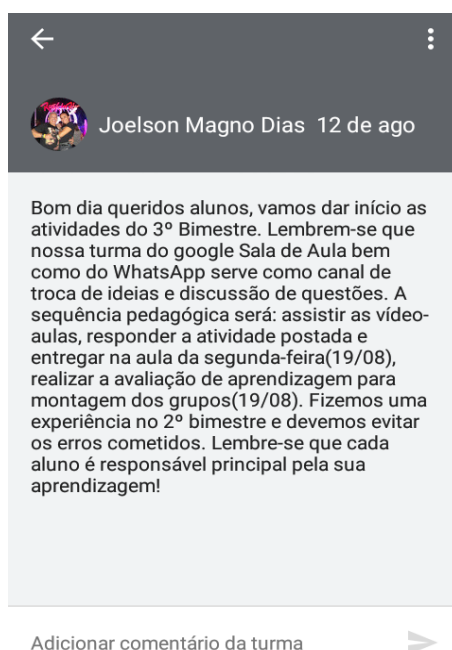 Joelson Magno Dias 12 de ago
Bom dia queridos alunos, vamos dar início as
atividades do 3º Bimestre. Lembrem-se que
nossa turma do google Sala de Aula bem
como do WhatsApp serve como canal de
troca de ideias e discussão de questões. A
sequência pedagógica será: assistir as vídeo-
aulas, responder a atividade postada e
entregar na aula da segunda-feira(19/08),
realizar a avaliação de aprendizagem para
montagem dos grupos(19/08). Fizemos uma
experiência no 2º bimestre e devemos evitar
os erros cometidos. Lembre-se que cada
aluno é responsável principal pela sua
aprendizagem!
Adicionar comentário da turma